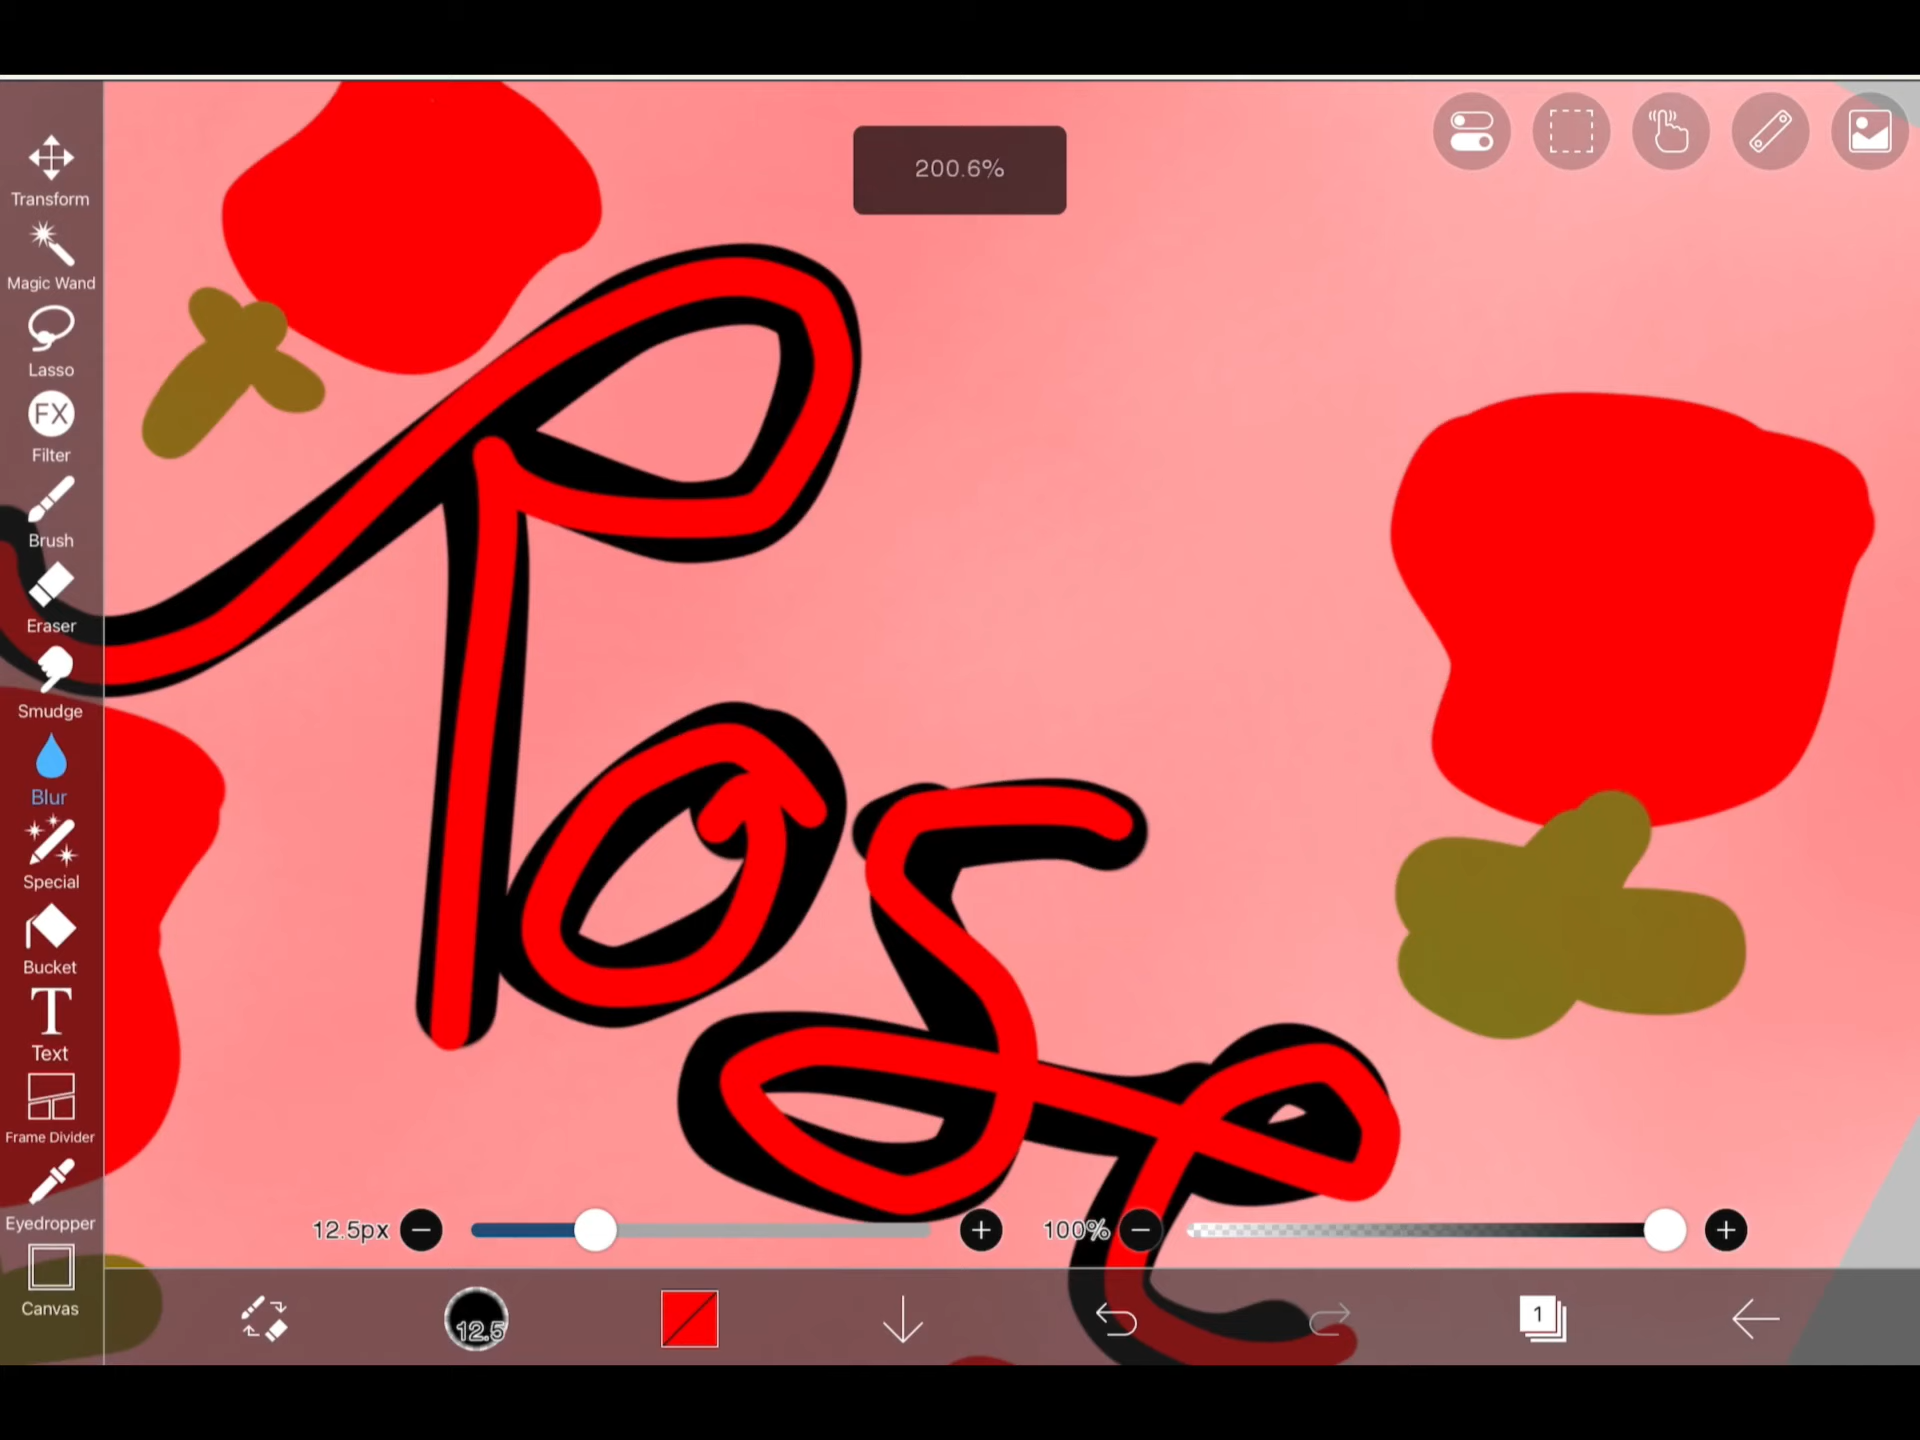 200.6%
Transform
Magic Wand
Lasso
FX
Filter
Brush
Eraser
Smudge
Blur
Special
Bucket
T
Text
Frame Divider
Eyedropper
Canvas
Rose
12.5px
100%
12.5
1